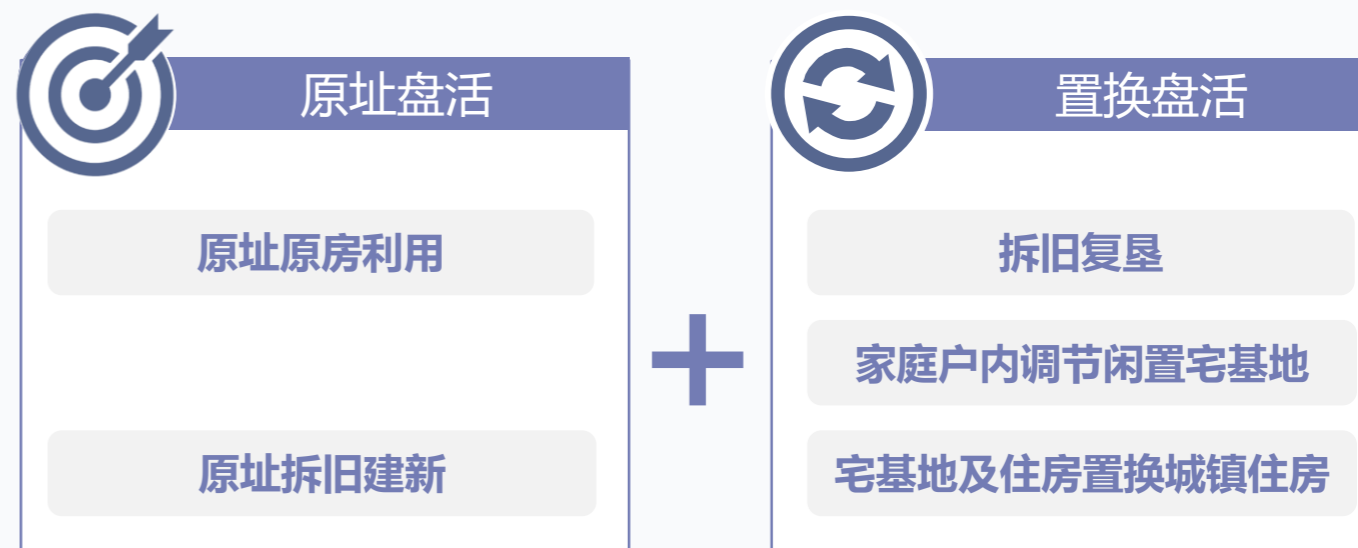 原址盘活
原址原房利用
原址拆旧建新
+
置换盘活
拆旧复垦
家庭户内调节闲置宅基地
宅基地及住房置换城镇住房